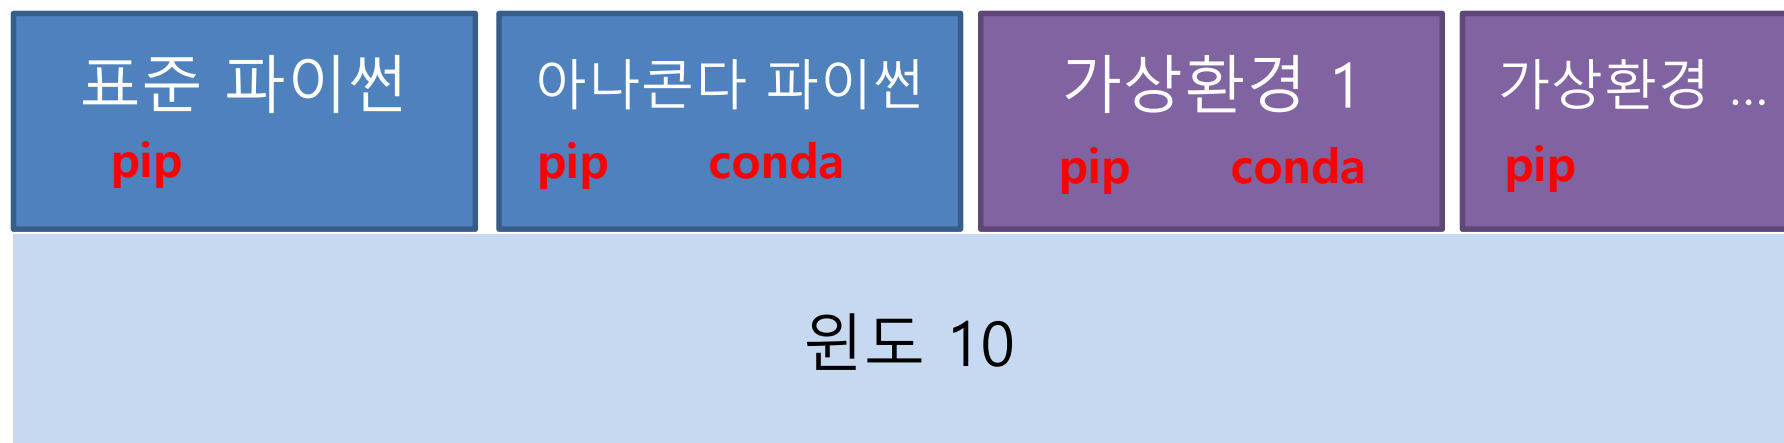 표준 파이썬
pip
아나콘다 파이썬
pip conda
가상환경 1
pip conda
가상환경 ...
pip
윈도 10